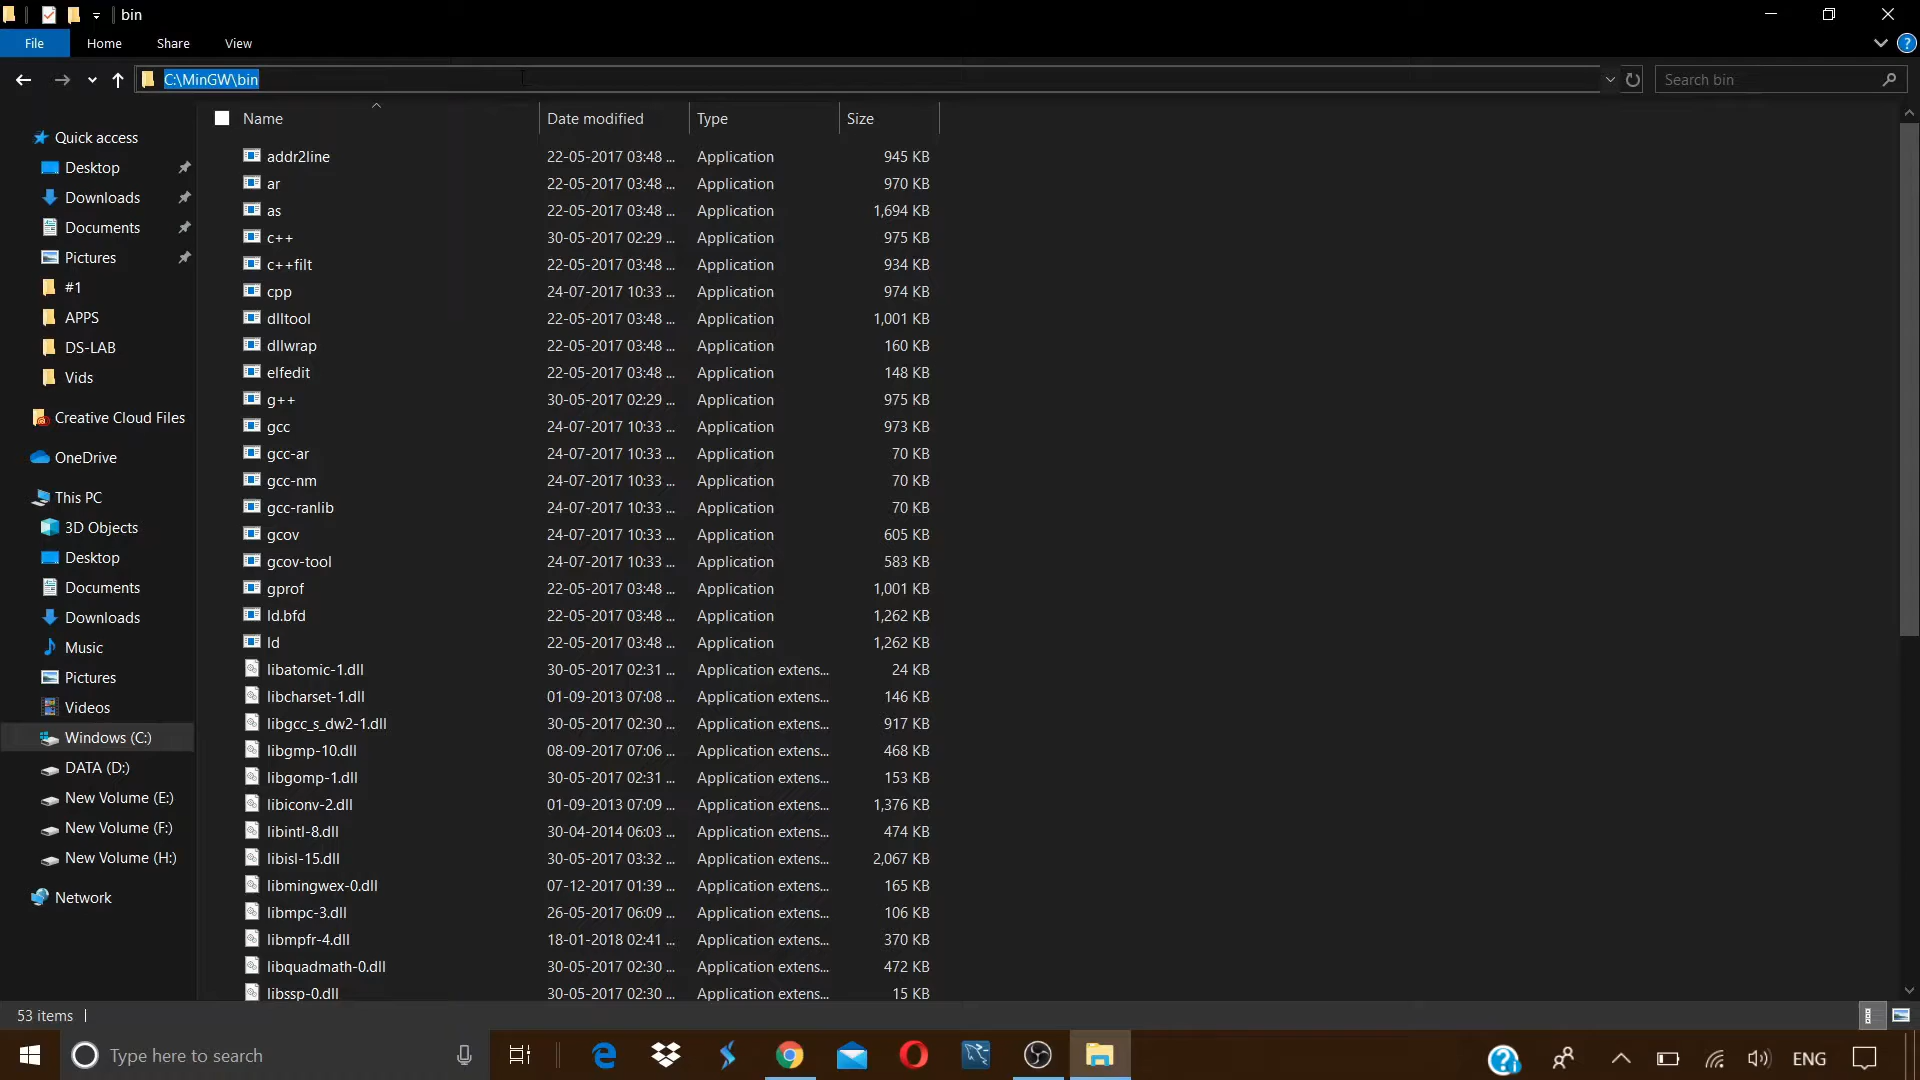 bin
File Home Share View
C:\MinGW\bin
Search bin
Name Date modified Type Size
Quick access
Desktop
Downloads
Documents
Pictures
#1
APPS
DS-LAB
Vids
Creative Cloud Files
OneDrive
This PC
3D Objects
Desktop
Documents
Downloads
Music
Pictures
Videos
Windows (C:)
DATA (D:)
New Volume (E:)
New Volume (F:)
New Volume (H:)
Network
addr2line 22-05-2017 03:48 ... Application 945 KB
ar 22-05-2017 03:48 ... Application 970 KB
as 22-05-2017 03:48 ... Application 1,694 KB
c++ 30-05-2017 02:29 ... Application 975 KB
c++filt 22-05-2017 03:48 ... Application 934 KB
cpp 24-07-2017 10:33 ... Application 974 KB
dlltool 22-05-2017 03:48 ... Application 1,001 KB
dllwrap 22-05-2017 03:48 ... Application 160 KB
elfedit 22-05-2017 03:48 ... Application 148 KB
g++ 30-05-2017 02:29 ... Application 975 KB
gcc 24-07-2017 10:33 ... Application 973 KB
gcc-ar 24-07-2017 10:33 ... Application 70 KB
gcc-nm 24-07-2017 10:33 ... Application 70 KB
gcc-ranlib 24-07-2017 10:33 ... Application 70 KB
gcov 24-07-2017 10:33 ... Application 605 KB
gcov-tool 24-07-2017 10:33 ... Application 583 KB
gprof 22-05-2017 03:48 ... Application 1,001 KB
ld.bfd 22-05-2017 03:48 ... Application 1,262 KB
ld 22-05-2017 03:48 ... Application 1,262 KB
libatomic-1.dll 30-05-2017 02:31 ... Application extens... 24 KB
libcharset-1.dll 01-09-2013 07:08 ... Application extens... 146 KB
libgcc_s_dw2-1.dll 30-05-2017 02:30 ... Application extens... 917 KB
libgmp-10.dll 08-09-2017 07:06 ... Application extens... 468 KB
libgomp-1.dll 30-05-2017 02:31 ... Application extens... 153 KB
libiconv-2.dll 01-09-2013 07:09 ... Application extens... 1,376 KB
libintl-8.dll 30-04-2014 06:03 ... Application extens... 474 KB
libisl-15.dll 30-05-2017 03:32 ... Application extens... 2,067 KB
libmingwex-0.dll 07-12-2017 01:39 ... Application extens... 165 KB
libmpc-3.dll 26-05-2017 06:09 ... Application extens... 106 KB
libmpfr-4.dll 18-01-2018 02:41 ... Application extens... 370 KB
libquadmath-0.dll 30-05-2017 02:30 ... Application extens... 472 KB
libssp-0.dll 30-05-2017 02:30 ... Application extens... 15 KB
53 items
Type here to search
ENG